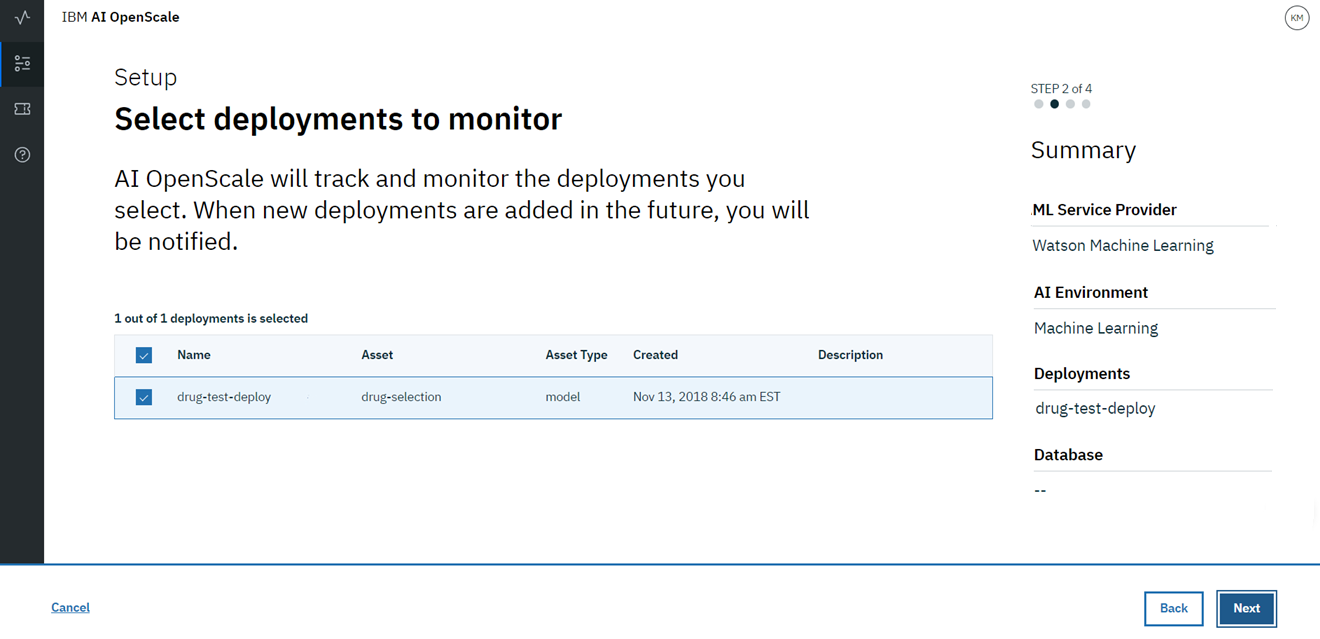 IBM AI OpenScale
KM
Setup
Select deployments to monitor
AI OpenScale will track and monitor the deployments you
select. When new deployments are added in the future, you will
be notified.
1 out of 1 deployments is selected
Name Asset Asset Type Created Description
drug-test-deploy drug-selection model Nov 13, 2018 8:46 am EST
STEP 2 of 4
Summary
ML Service Provider
Watson Machine Learning
AI Environment
Machine Learning
Deployments
drug-test-deploy
Database
--
Cancel
Back
Next